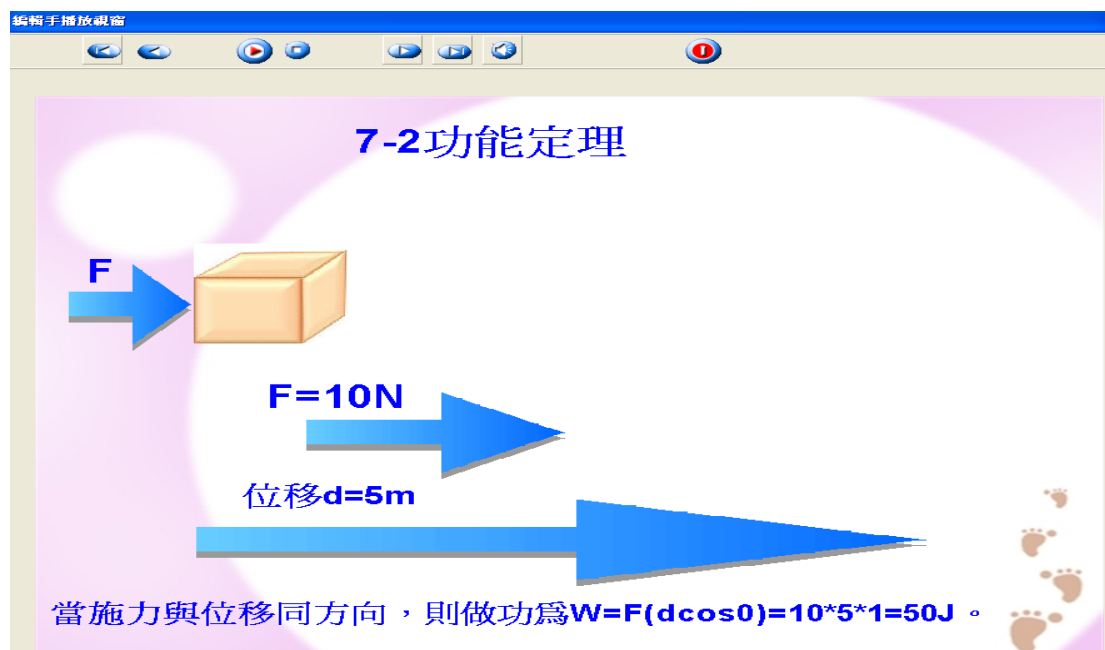 編輯手播放視窗
7-2功能定理
F
F=10N
位移d=5m
當施力與位移同方向，則做功為W=F(dcos0)=10*5*1=50J。